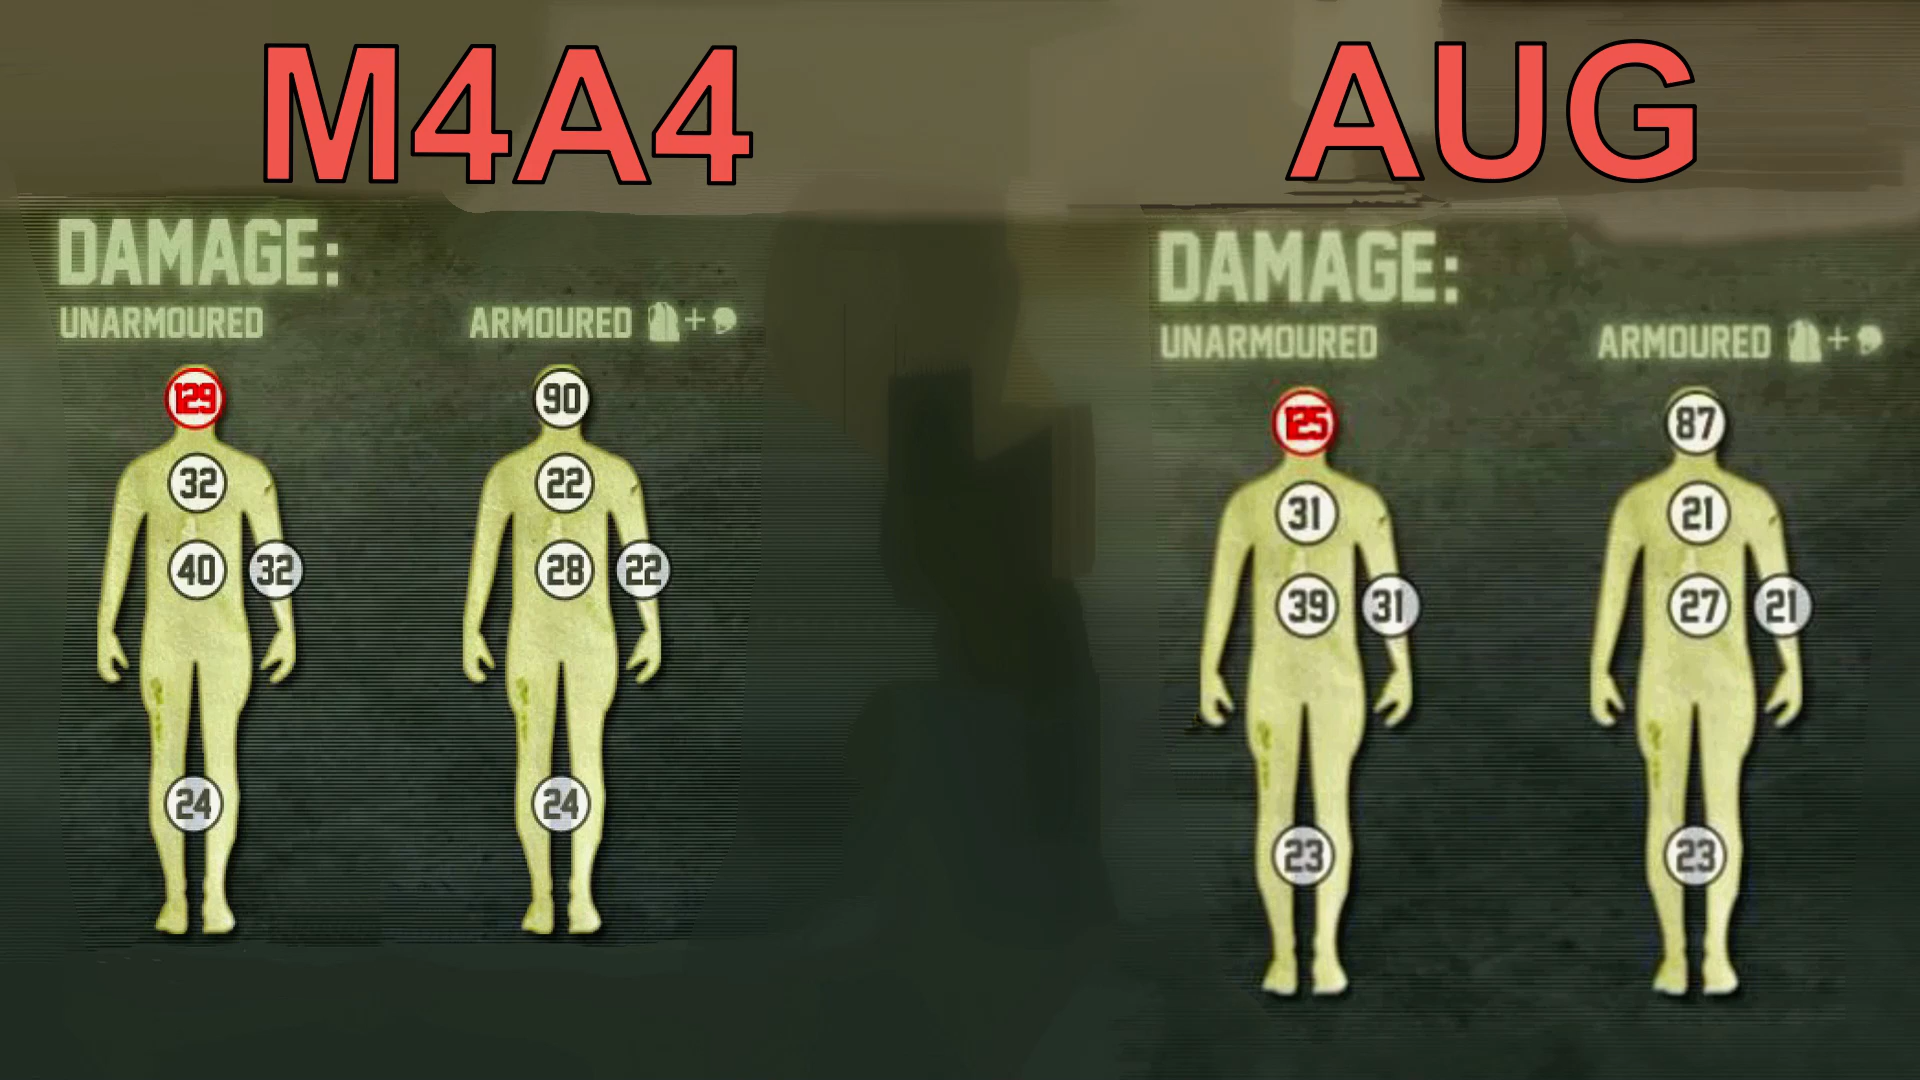 M4A4
DAMAGE:
UNARMOURED
ARMOURED +
129
32
40 32
24
90
22
28 22
24
AUG
DAMAGE:
UNARMOURED
ARMOURED +
125
31
39 31
23
87
21
27 21
23